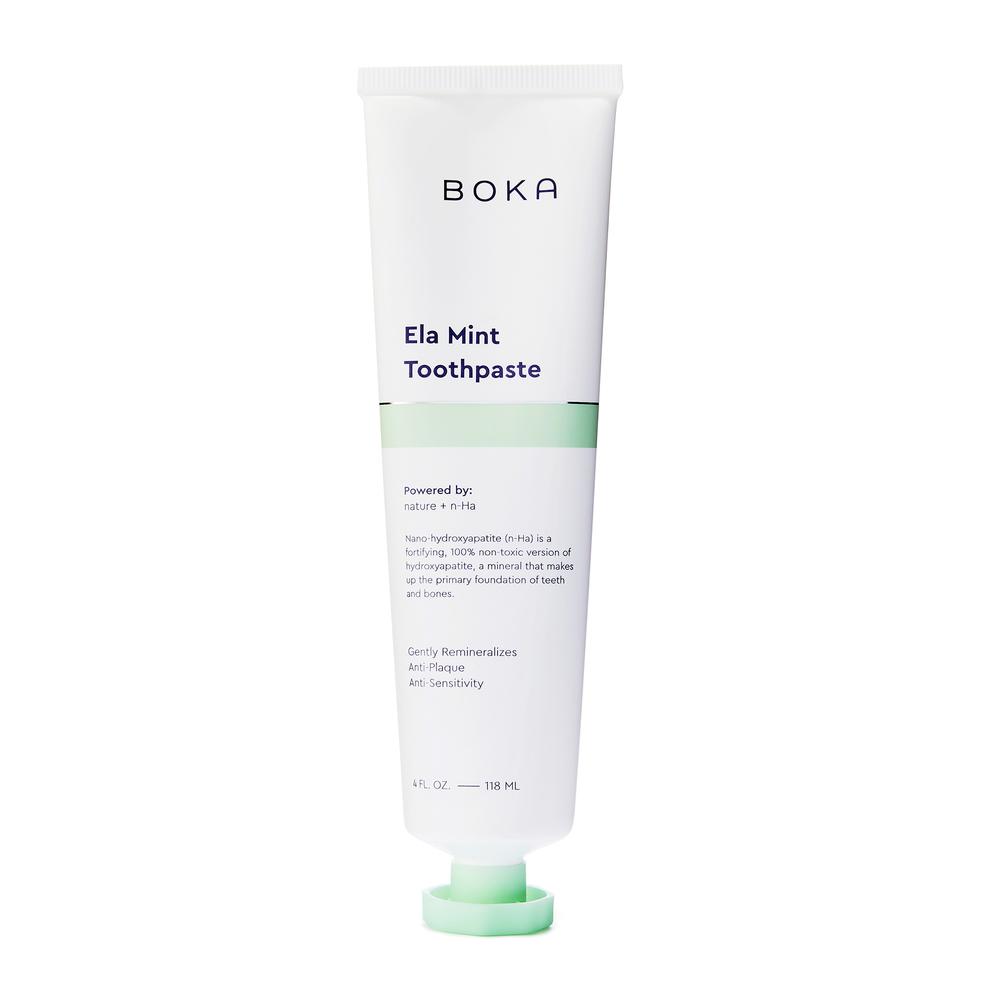 BOKA
Ela Mint
Toothpaste
Powered by:
nature + n-Ha
Nano-hydroxyapatite (n-Ha) is a
fortifying, 100% non-toxic version of
hydroxyapatite, a mineral that makes
up the primary foundation of teeth
and bones.
Gently Remineralizes
Anti-Plaque
Anti-Sensitivity
4 FL. OZ. — 118 ML